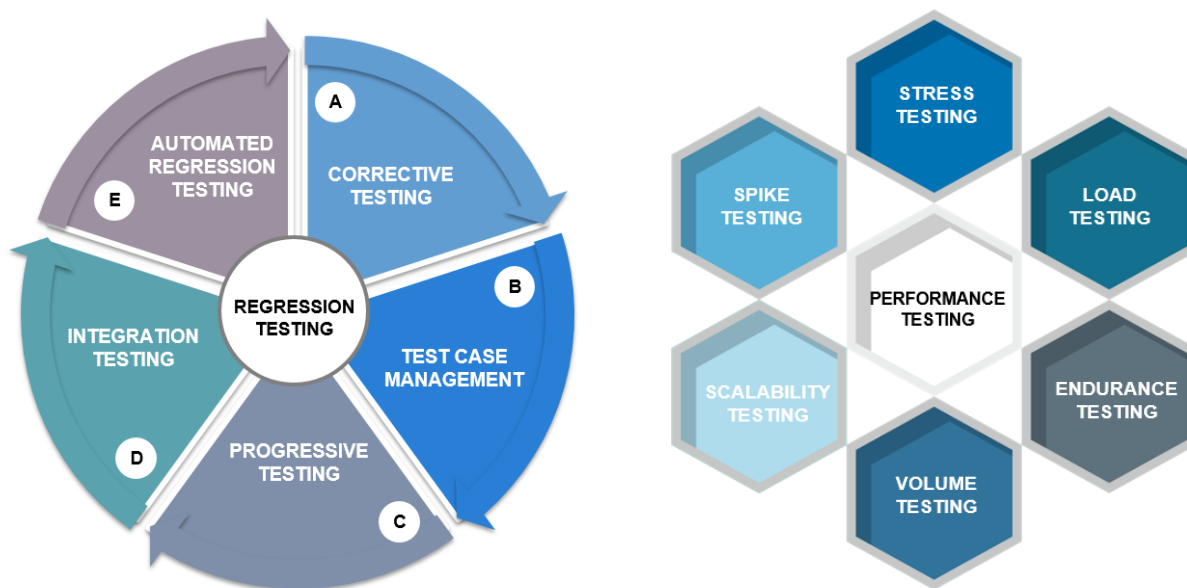 A
CORRECTIVE
TESTING
B
TEST CASE
MANAGEMENT
C
PROGRESSIVE
TESTING
D
INTEGRATION
TESTING
E
AUTOMATED
REGRESSION
TESTING
REGRESSION
TESTING
STRESS
TESTING
SPIKE
TESTING
LOAD
TESTING
PERFORMANCE
TESTING
SCALABILITY
TESTING
ENDURANCE
TESTING
VOLUME
TESTING